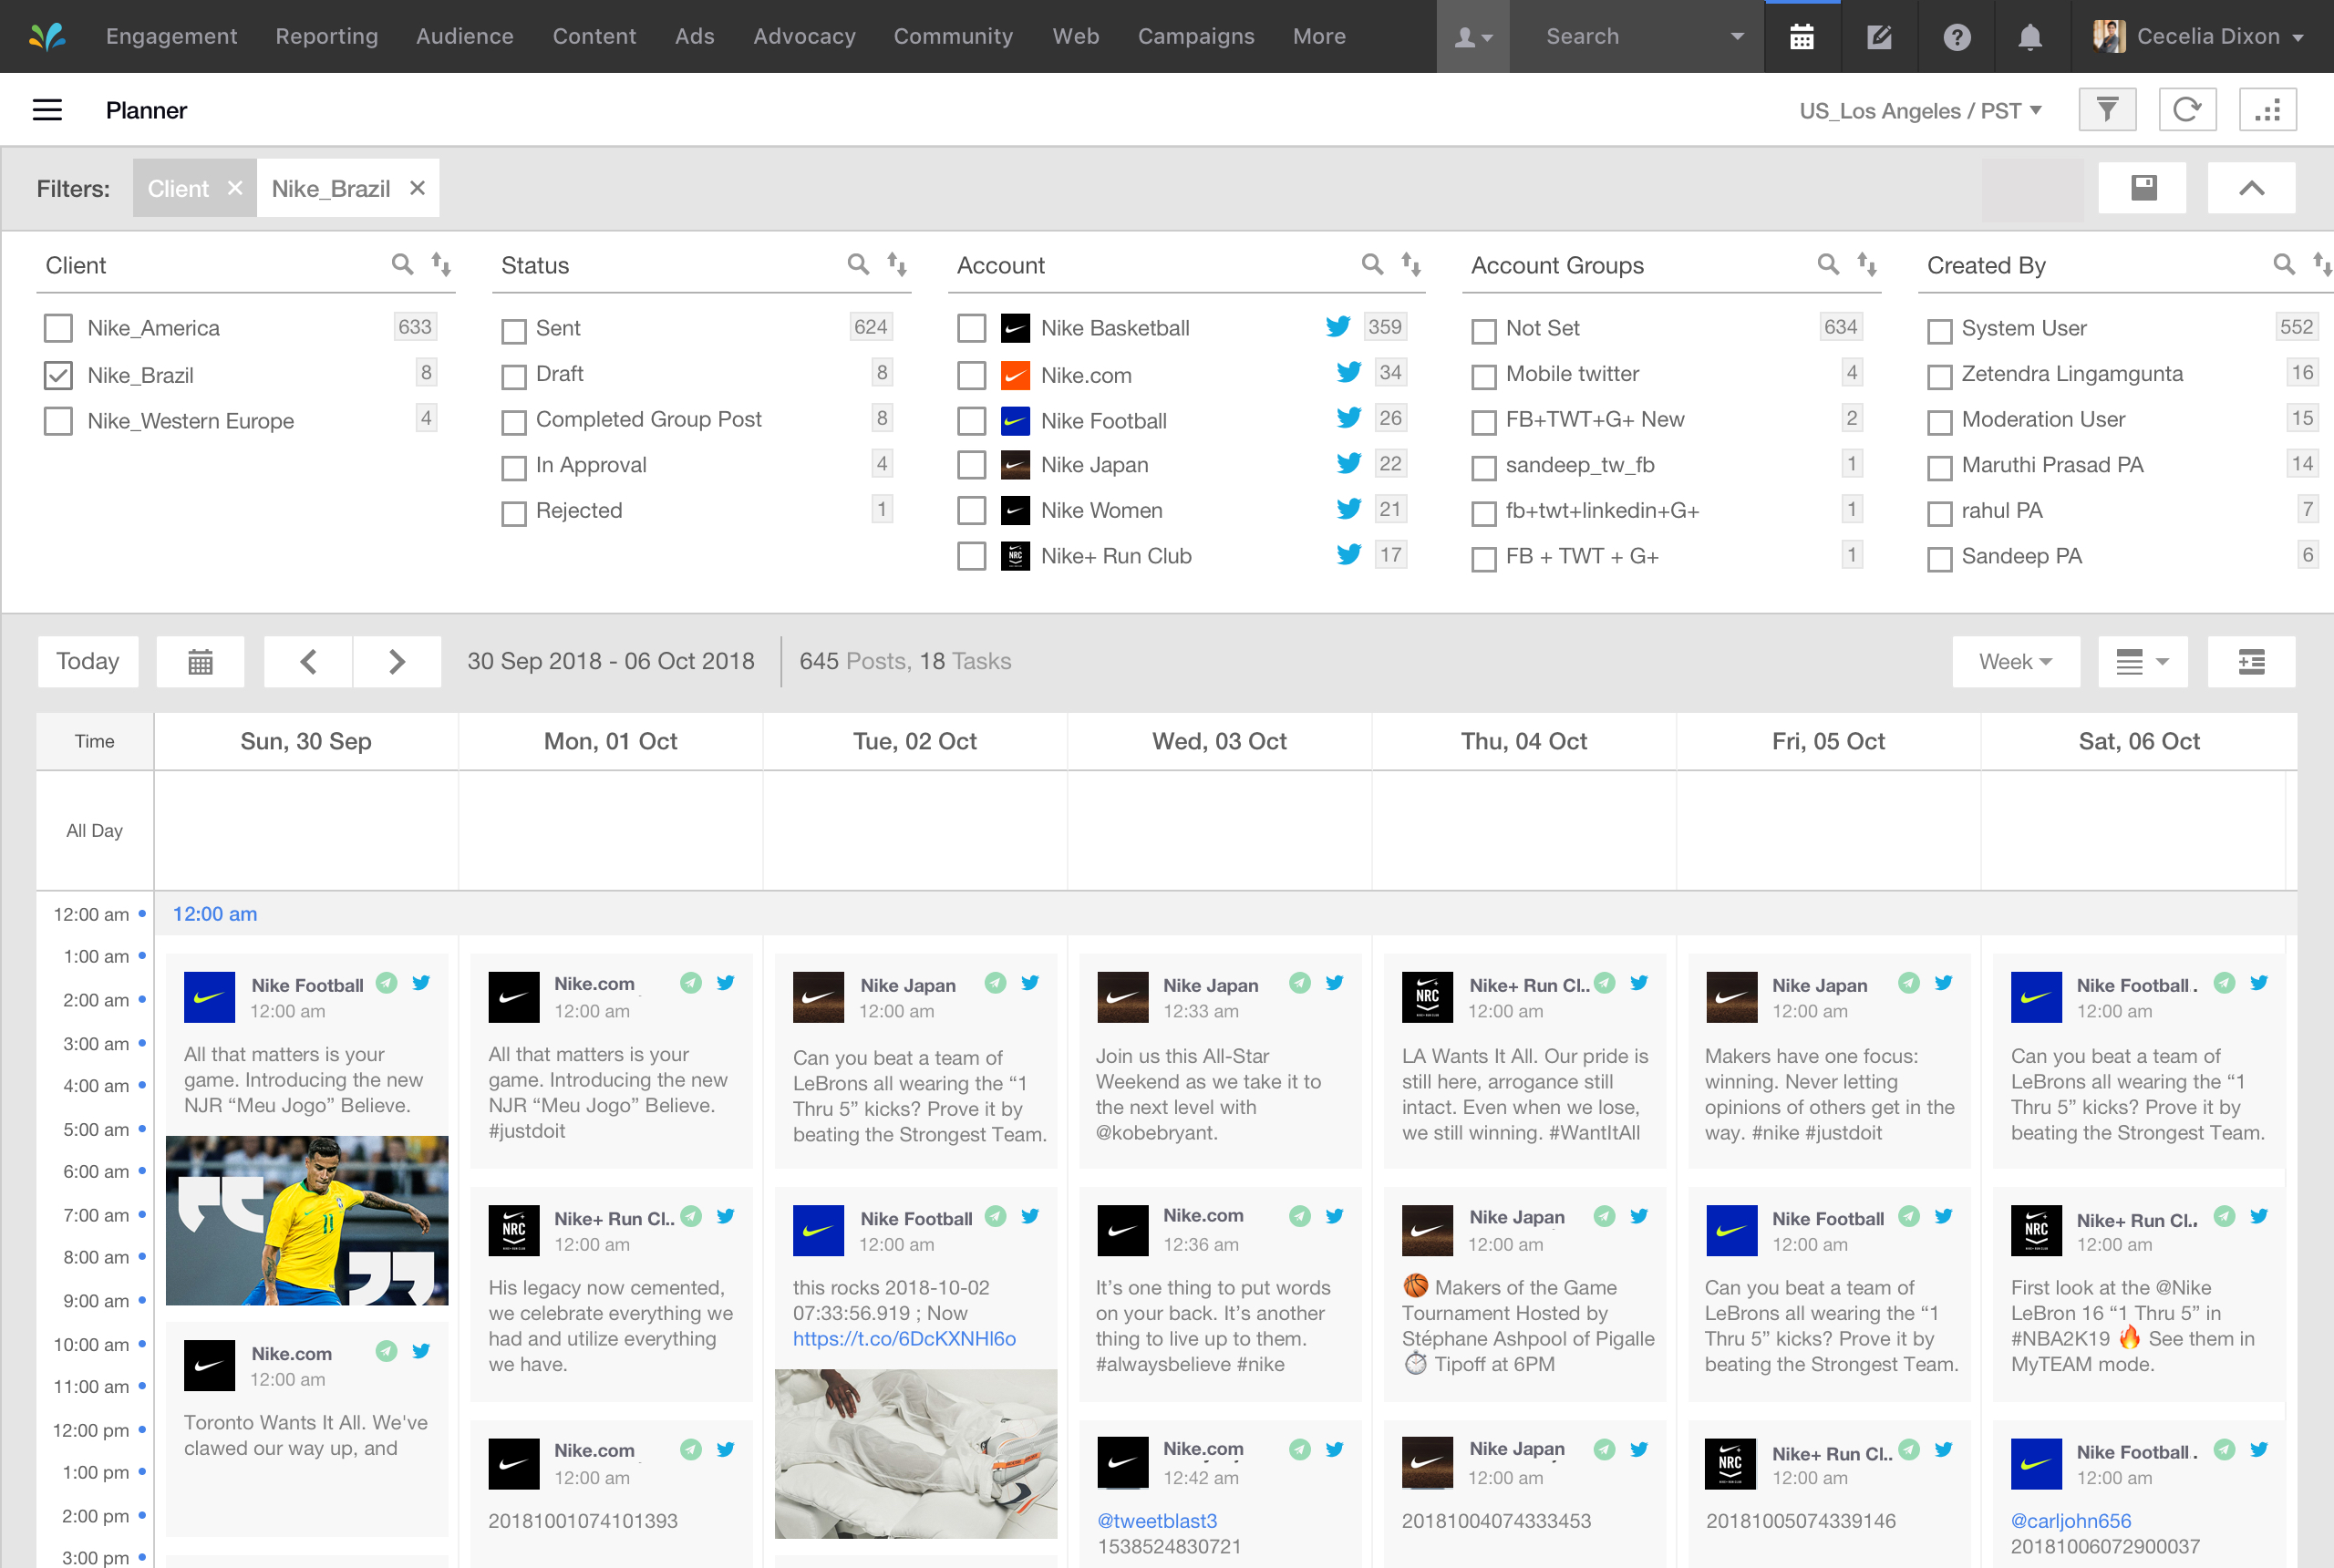 Engagement Reporting Audience Content Ads Advocacy Community Web Campaigns More Search Cecelia Dixon
Planner US_Los Angeles / PST
Filters: Client Nike_Brazil
Client
Nike_America 633
Nike_Brazil 8
Nike_Western Europe 4
Status
Sent 624
Draft 8
Completed Group Post 8
In Approval 4
Rejected 1
Account
Nike Basketball 359
Nike.com 34
Nike Football 26
Nike Japan 22
Nike Women 21
NRC Nike+ Run Club 17
Account Groups
Not Set 634
Mobile twitter 4
FB+TWT+G+ New 2
sandeep_tw_fb 1
fb+twt+linkedin+G+ 1
FB + TWT + G+ 1
Created By
System User 552
Zetendra Lingamgunta 16
Moderation User 15
Maruthi Prasad PA 14
rahul PA 7
Sandeep PA 6
Today 30 Sep 2018 - 06 Oct 2018 645 Posts, 18 Tasks Week
Time Sun, 30 Sep Mon, 01 Oct Tue, 02 Oct Wed, 03 Oct Thu, 04 Oct Fri, 05 Oct Sat, 06 Oct
All Day
12:00 am
1:00 am
2:00 am
3:00 am
4:00 am
5:00 am
6:00 am
7:00 am
8:00 am
9:00 am
10:00 am
11:00 am
12:00 pm
1:00 pm
2:00 pm
3:00 pm
12:00 am
Nike Football
12:00 am
All that matters is your
game. Introducing the new
NJR “Meu Jogo” Believe.
11
Nike.com
12:00 am
Toronto Wants It All. We've
clawed our way up, and
Nike.com
12:00 am
All that matters is your
game. Introducing the new
NJR “Meu Jogo” Believe.
#justdoit
NRC
Nike+ Run Cl..
12:00 am
His legacy now cemented,
we celebrate everything we
had and utilize everything
we have.
Nike.com
12:00 am
20181001074101393
Nike Japan
12:00 am
Can you beat a team of
LeBrons all wearing the “1
Thru 5” kicks? Prove it by
beating the Strongest Team.
Nike Football
12:00 am
this rocks 2018-10-02
07:33:56.919 ; Now
https://t.co/6DcKXNHl6o
Nike Japan
12:33 am
Join us this All-Star
Weekend as we take it to
the next level with
@kobebryant.
Nike.com
12:36 am
It’s one thing to put words
on your back. It’s another
thing to live up to them.
#alwaysbelieve #nike
Nike.com
12:42 am
@tweetblast3
1538524830721
NRC
Nike+ Run Cl..
12:00 am
LA Wants It All. Our pride is
still here, arrogance still
intact. Even when we lose,
we still winning. #WantItAll
Nike Japan
12:00 am
🏀 Makers of the Game
Tournament Hosted by
Stéphane Ashpool of Pigalle
⏱ Tipoff at 6PM
Nike Japan
12:00 am
20181004074333453
Nike Japan
12:00 am
Makers have one focus:
winning. Never letting
opinions of others get in the
way. #nike #justdoit
Nike Football
12:00 am
Can you beat a team of
LeBrons all wearing the “1
Thru 5” kicks? Prove it by
beating the Strongest Team.
NRC
Nike+ Run Cl..
12:00 am
20181005074339146
Nike Football .
12:00 am
Can you beat a team of
LeBrons all wearing the “1
Thru 5” kicks? Prove it by
beating the Strongest Team.
NRC
Nike+ Run Cl..
12:00 am
First look at the @Nike
LeBron 16 “1 Thru 5” in
#NBA2K19 🔥 See them in
MyTEAM mode.
Nike Football .
12:00 am
@carljohn656
20181006072900037